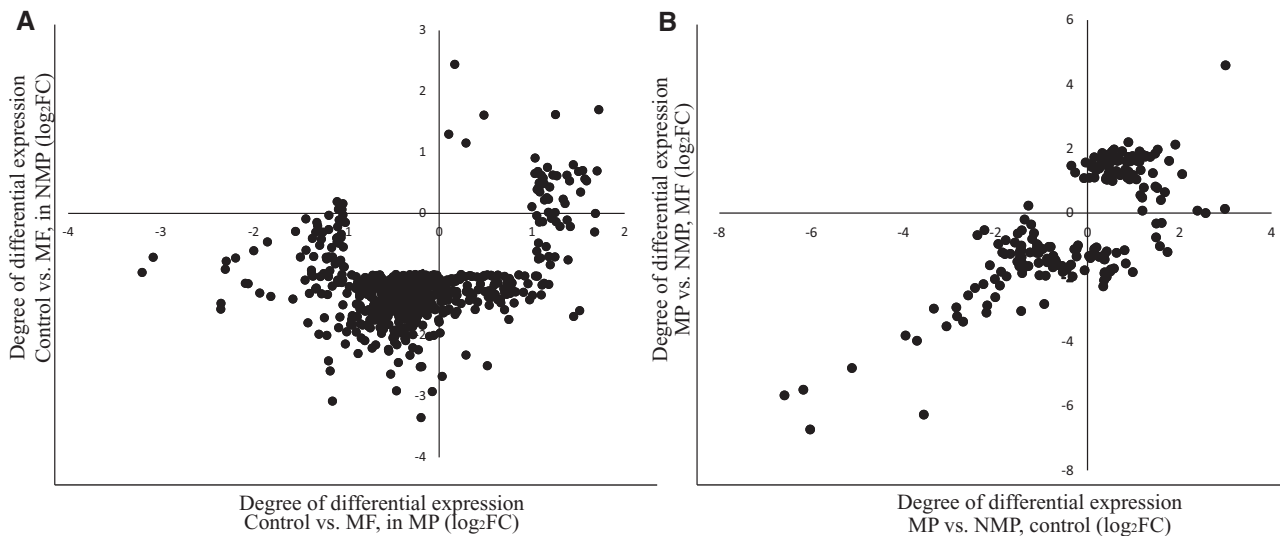 A
Degree of differential expression
Control vs. MF, in NMP (log₂FC)
3
2
1
0
-2
-3
-4
-4
-3
-2
-1
0
1
2
Degree of differential expression
Control vs. MF, in MP (log₂FC)
B
Degree of differential expression
MP vs. NMP, MF (log₂FC)
6
4
2
0
-2
-4
-6
-8
-8
-6
-4
-2
0
2
4
Degree of differential expression
MP vs. NMP, control (log₂FC)